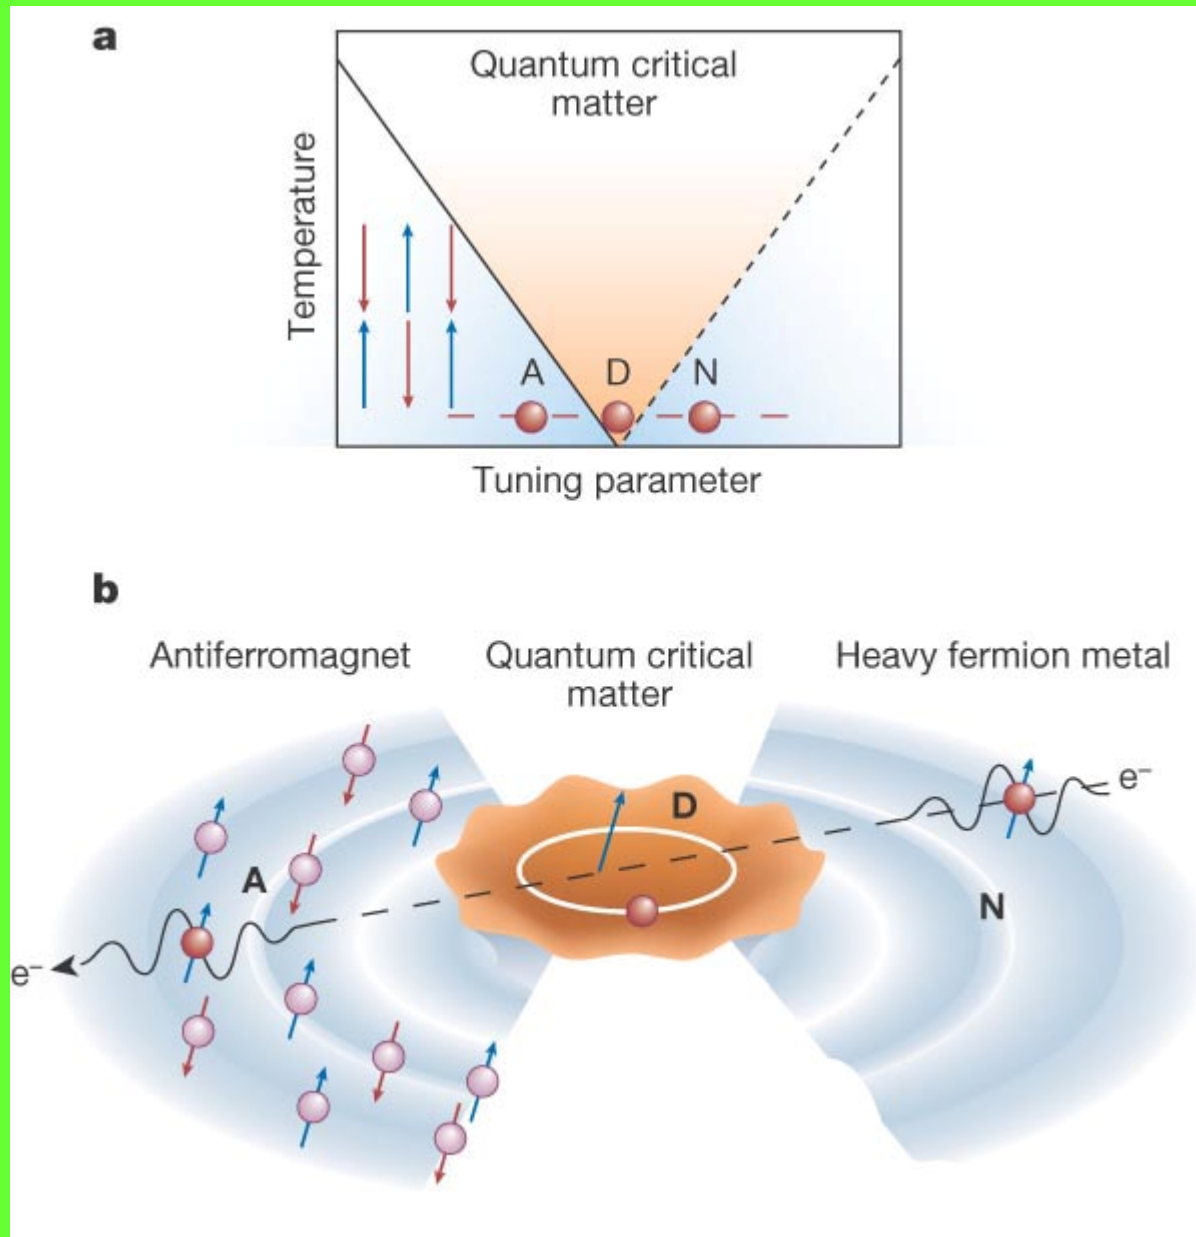 a
Quantum critical
matter
Temperature
A D N
Tuning parameter
b
Antiferromagnet
Quantum critical
matter
Heavy fermion metal
e⁻
D
A
N
e⁻